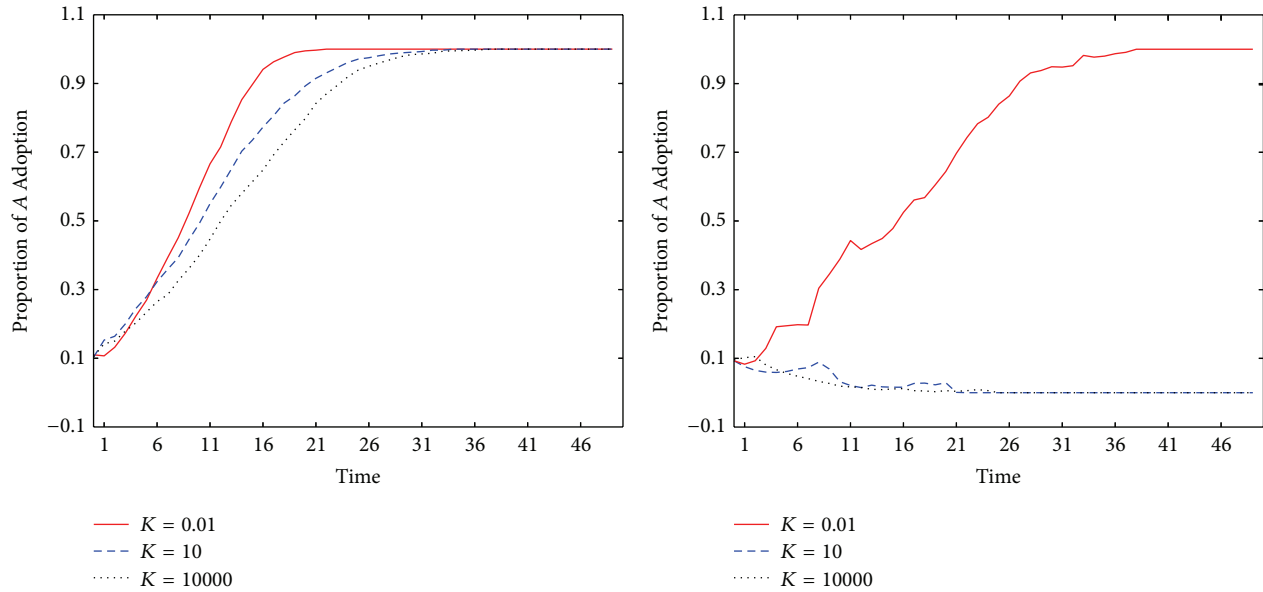 1.1
0.9
0.7
0.5
0.3
0.1
−0.1
Proportion of A Adoption
1 6 11 16 21 26 31 36 41 46
Time
K = 0.01
K = 10
K = 10000
1.1
0.9
0.7
0.5
0.3
0.1
−0.1
Proportion of A Adoption
1 6 11 16 21 26 31 36 41 46
Time
K = 0.01
K = 10
K = 10000